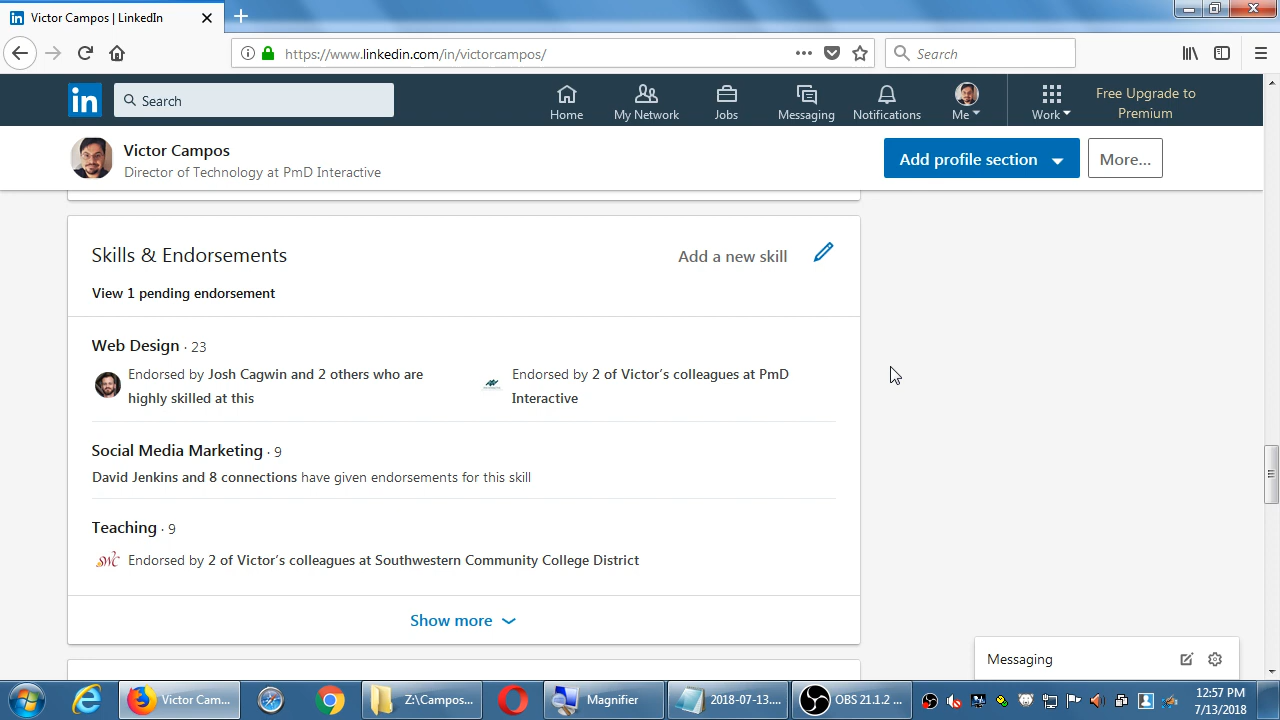 Victor Campos | LinkedIn
https://www.linkedin.com/in/victorcampos/
Search
in
Search
Home
My Network
Jobs
Messaging
Notifications
Me
Work
Free Upgrade to
Premium
Victor Campos
Director of Technology at PmD Interactive
Add profile section
More...
Skills & Endorsements
Add a new skill
View 1 pending endorsement
Web Design · 23
Endorsed by Josh Cagwin and 2 others who are
highly skilled at this
Endorsed by 2 of Victor’s colleagues at PmD
Interactive
Social Media Marketing · 9
David Jenkins and 8 connections have given endorsements for this skill
Teaching · 9
swc
Endorsed by 2 of Victor’s colleagues at Southwestern Community College District
Show more
Messaging
Victor Cam...
Z:\Campos...
Magnifier
2018-07-13....
OBS 21.1.2 ...
12:57 PM
7/13/2018